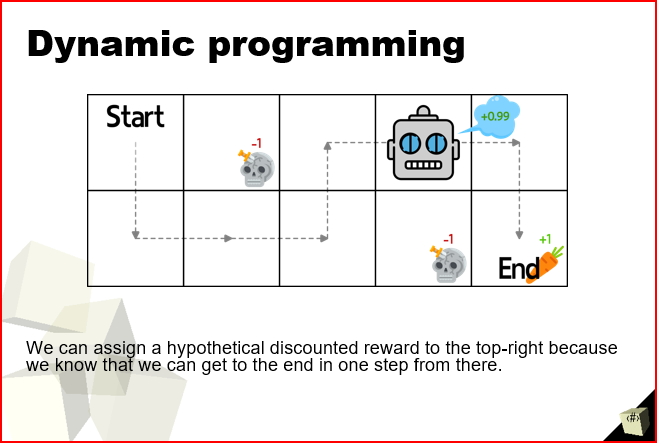 Dynamic programming
Start
+0.99
-1
-1
+1
End
We can assign a hypothetical discounted reward to the top-right because
we know that we can get to the end in one step from there.
‹#›